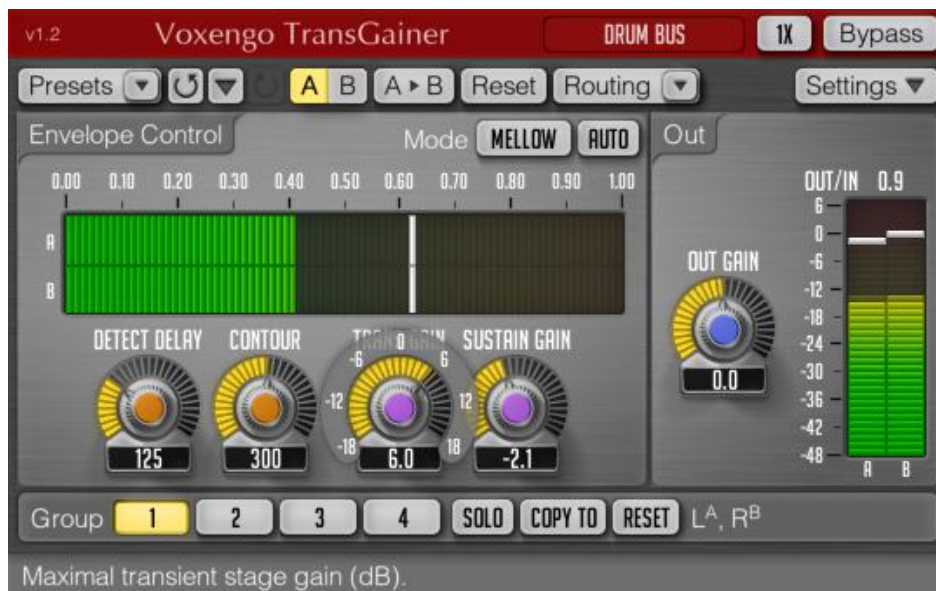 v1.2 Voxengo TransGainer DRUM BUS 1X Bypass
Presets A B A ▸ B Reset Routing Settings
Envelope Control Mode MELLOW AUTO Out
0.00 0.10 0.20 0.30 0.40 0.50 0.60 0.70 0.80 0.90 1.00
OUT/IN 0.9
A
B
6
0
-6
-12
-18
-24
-30
-36
-42
-48
A B
OUT GAIN
0.0
DETECT DELAY CONTOUR TRANS GAIN SUSTAIN GAIN
0
-6 6
-12 12
-18 18
125 300 6.0 -2.1
Group 1 2 3 4 SOLO COPY TO RESET Lᴬ, Rᴮ
Maximal transient stage gain (dB).